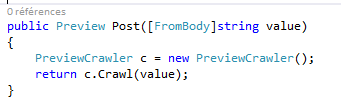 0 références
public Preview Post([FromBody]string value)
{
    PreviewCrawler c = new PreviewCrawler();
    return c.Crawl(value);
}